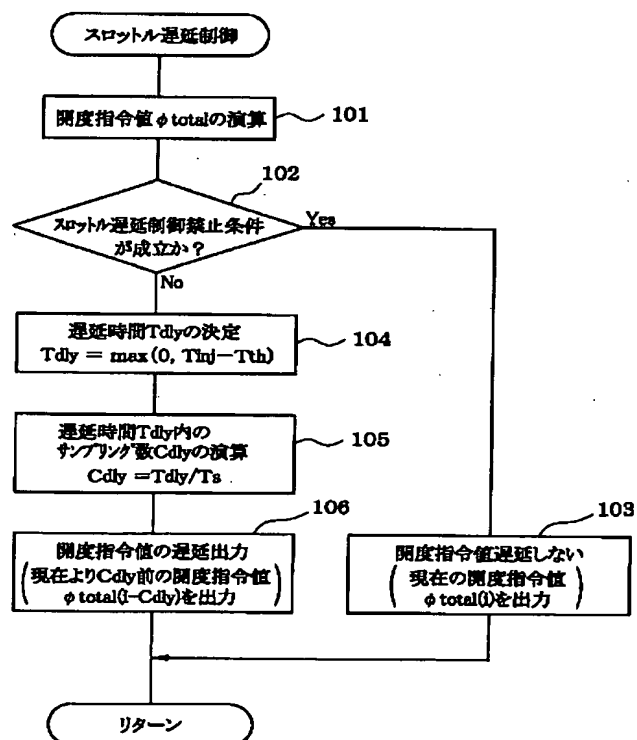 スロットル遅延制御
開度指令値φtotalの演算
101
102
スロットル遅延制御禁止条件
が成立か？
Yes
No
遅延時間Tdlyの決定
Tdly = max(0, Tinj−Tth)
104
遅延時間Tdly内の
サンプリング数Cdlyの演算
Cdly =Tdly/Ts
105
106
開度指令値の遅延出力
(現在よりCdly前の開度指令値
φtotal(i-Cdly)を出力)
103
開度指令値遅延しない
(現在の開度指令値
φtotal(i)を出力)
リターン